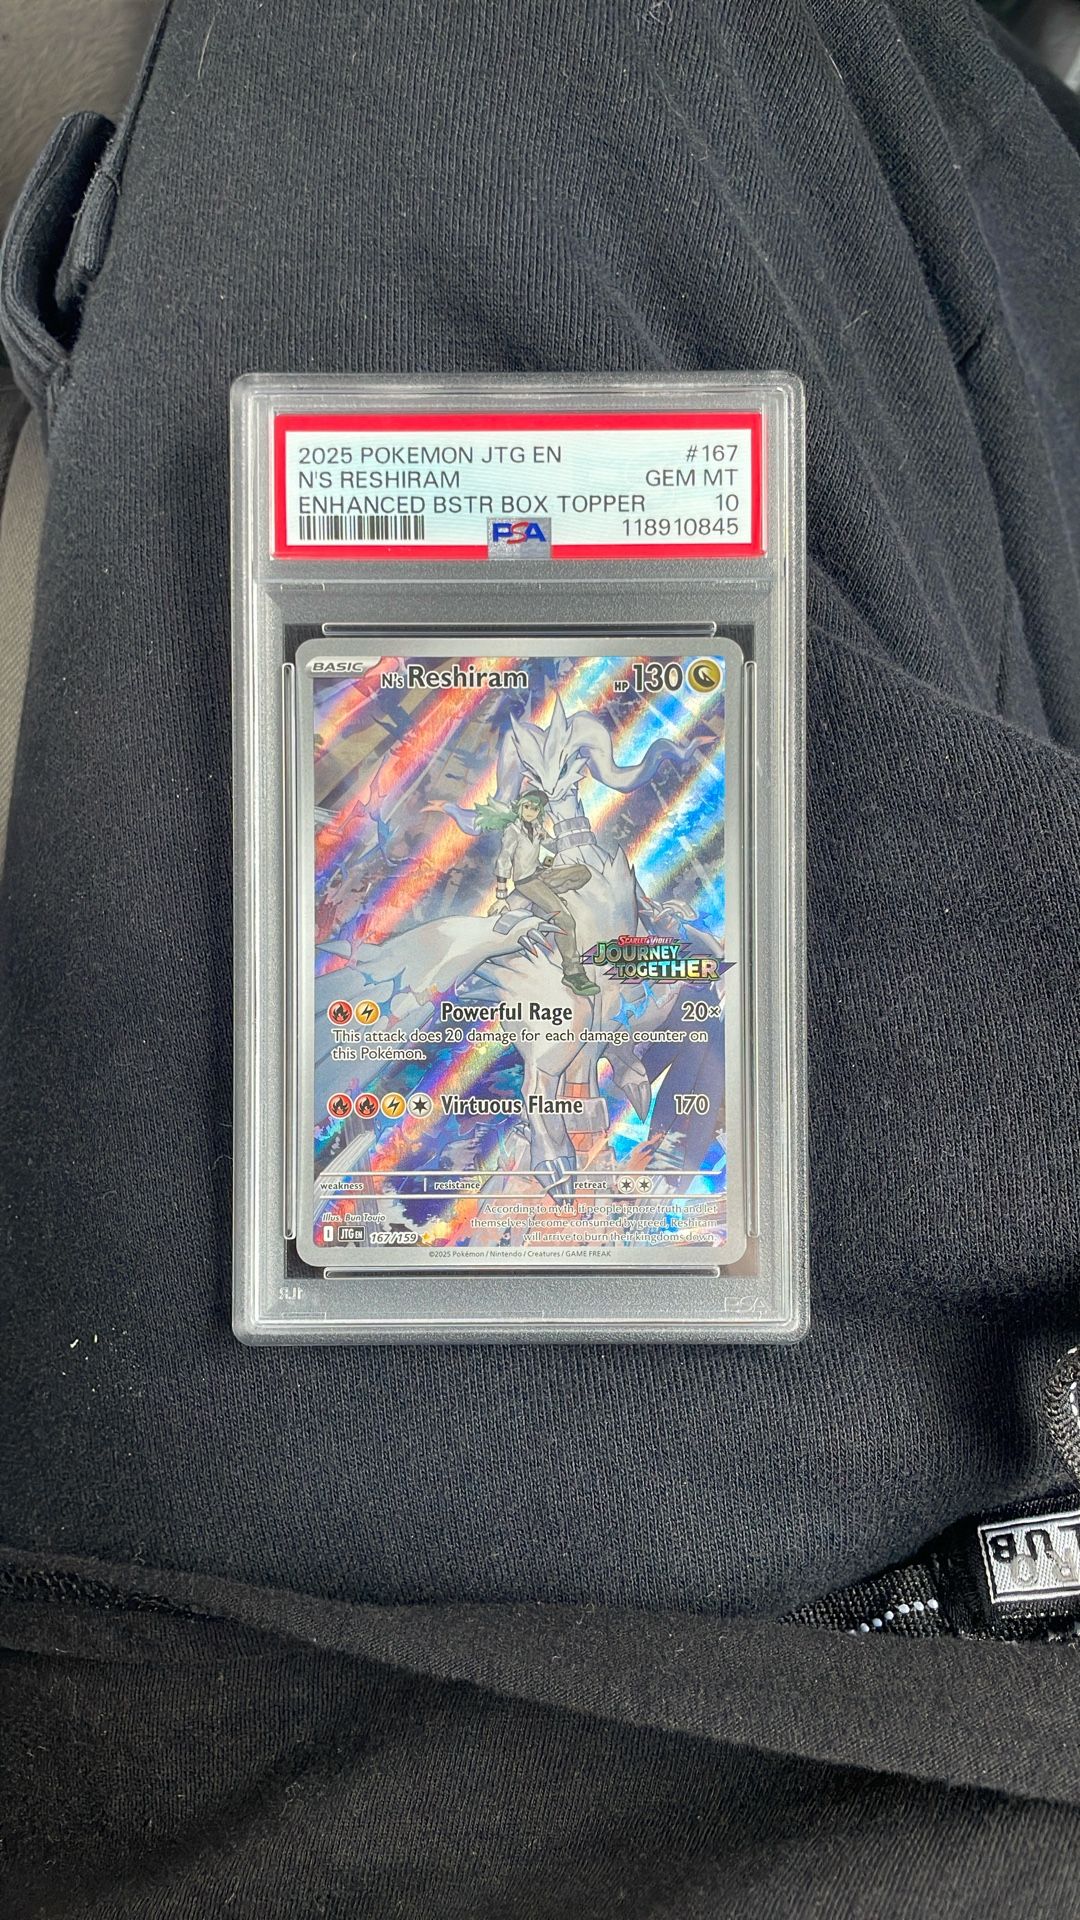 2025 POKEMON JTG EN #167
N'S RESHIRAM GEM MT
ENHANCED BSTR BOX TOPPER 10
PSA 118910845
BASIC N's Reshiram HP 130
SCARLET & VIOLET
JOURNEY
TOGETHER
Powerful Rage 20×
This attack does 20 damage for each damage counter on
this Pokémon.
Virtuous Flame 170
weakness resistance retreat
According to myth, if people ignore truth and let
themselves become consumed by greed, Reshiram
will arrive to burn their kingdoms down.
Illus. Bun Toujo
I JTG EN 167/159
©2025 Pokémon / Nintendo / Creatures / GAME FREAK
PSA